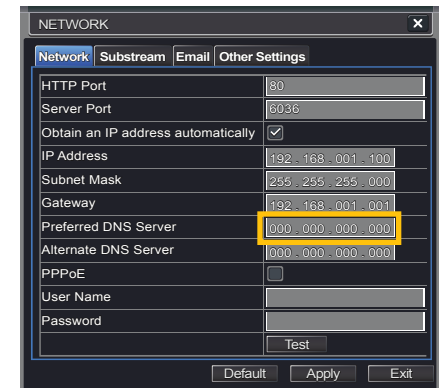 NETWORK X
Network Substream Email Other Settings
HTTP Port 80
Server Port 6036
Obtain an IP address automatically
IP Address 192 . 168 . 001 . 100
Subnet Mask 255 . 255 . 255 . 000
Gateway 192 . 168 . 001 . 001
Preferred DNS Server 000 . 000 . 000 . 000
Alternate DNS Server 000 . 000 . 000 . 000
PPPoE
User Name
Password
Test
Default Apply Exit